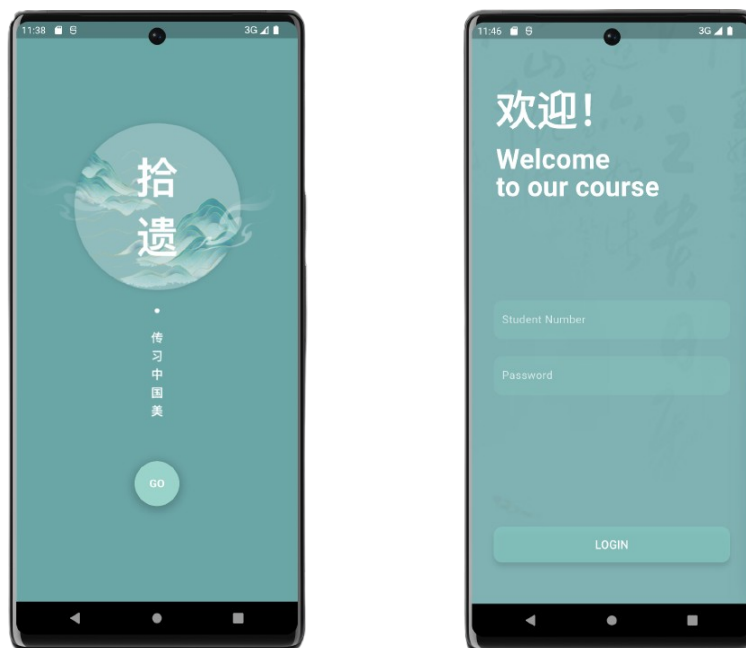 11:38
3G
拾
遗
传
习
中
国
美
GO
11:46
3G
欢迎!
Welcome
to our course
Student Number
Password
LOGIN